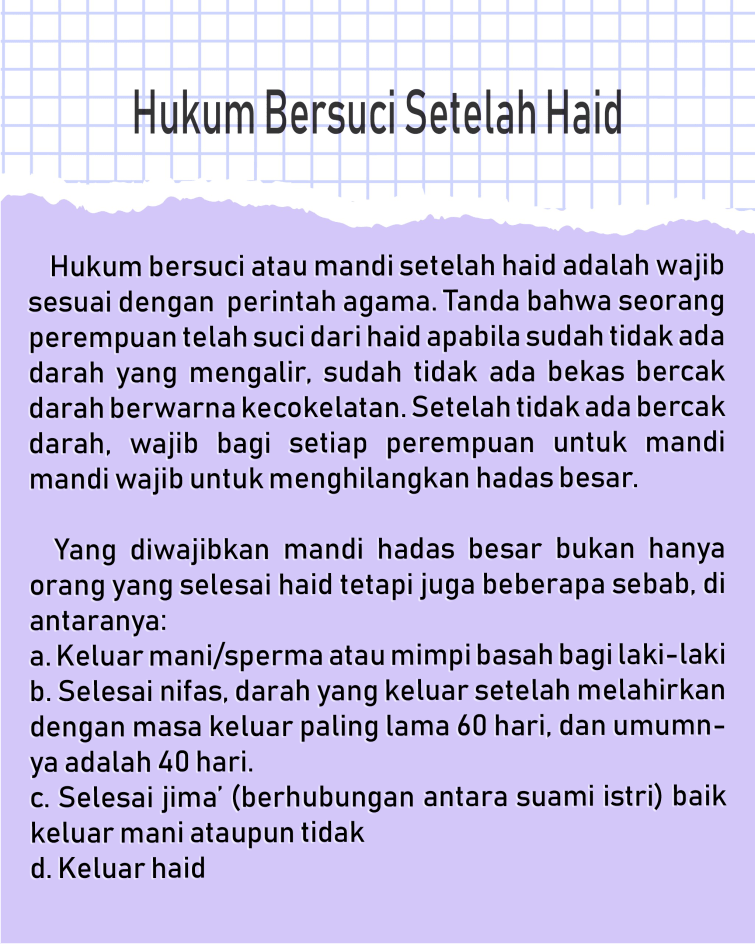 Hukum Bersuci Setelah Haid
Hukum bersuci atau mandi setelah haid adalah wajib
sesuai dengan perintah agama. Tanda bahwa seorang
perempuan telah suci dari haid apabila sudah tidak ada
darah yang mengalir, sudah tidak ada bekas bercak
darah berwarna kecokelatan. Setelah tidak ada bercak
darah, wajib bagi setiap perempuan untuk mandi
mandi wajib untuk menghilangkan hadas besar.
Yang diwajibkan mandi hadas besar bukan hanya
orang yang selesai haid tetapi juga beberapa sebab, di
antaranya:
a. Keluar mani/sperma atau mimpi basah bagi laki-laki
b. Selesai nifas, darah yang keluar setelah melahirkan
dengan masa keluar paling lama 60 hari, dan umumn-
ya adalah 40 hari.
c. Selesai jima’ (berhubungan antara suami istri) baik
keluar mani ataupun tidak
d. Keluar haid